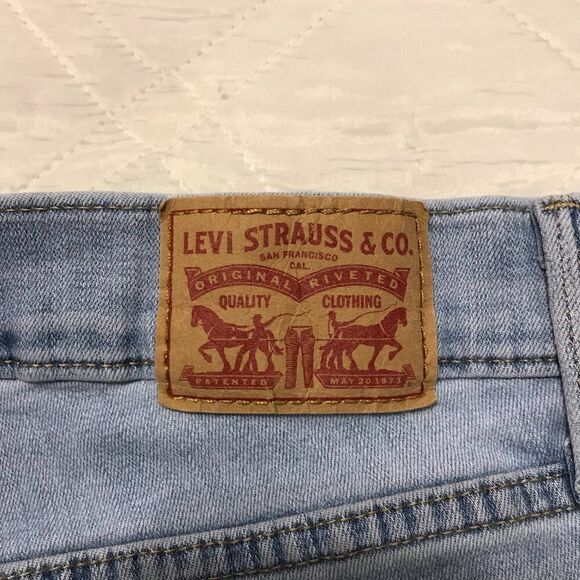 LEVI STRAUSS & CO.
SAN FRANCISCO
CAL.
ORIGINAL RIVETED
QUALITY CLOTHING
PATENTED MAY 20 1873